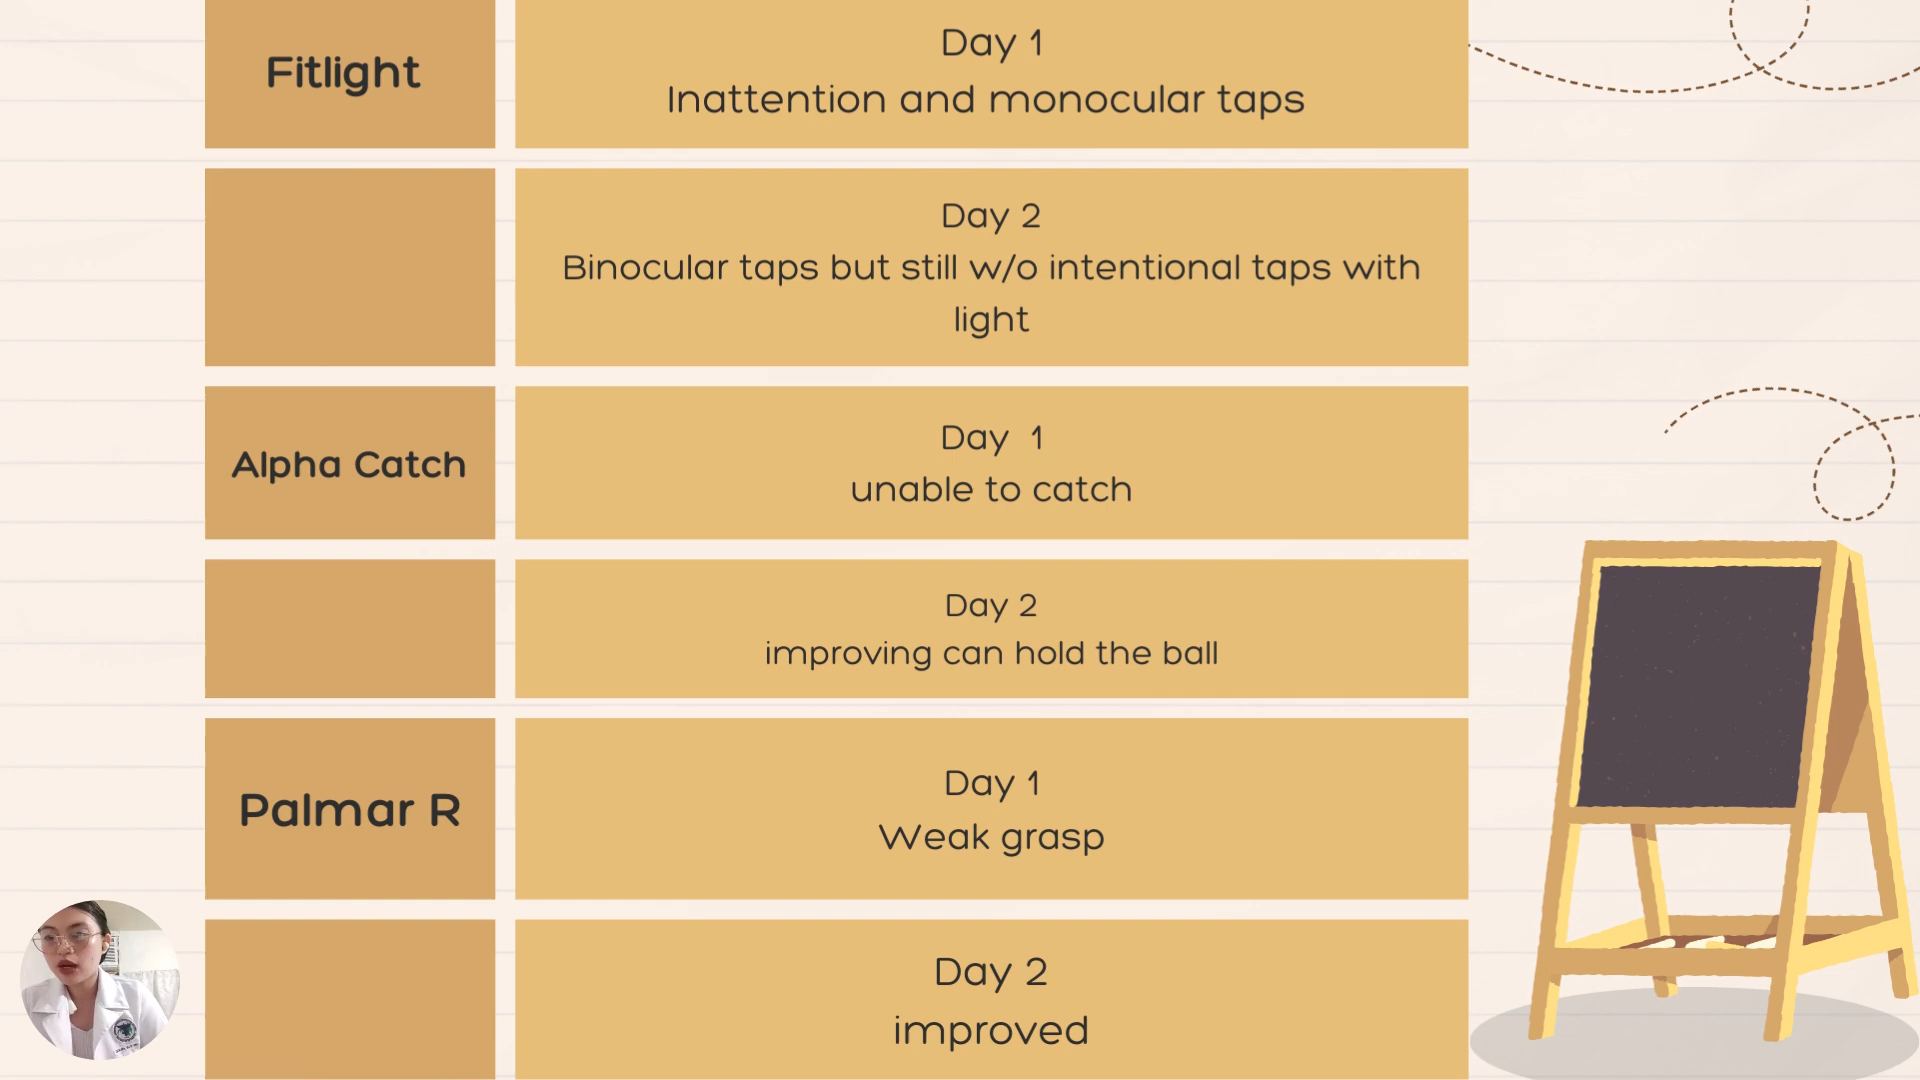 Fitlight
Day 1
Inattention and monocular taps
Day 2
Binocular taps but still w/o intentional taps with
light
Alpha Catch
Day 1
unable to catch
Day 2
improving can hold the ball
Palmar R
Day 1
Weak grasp
Day 2
improved